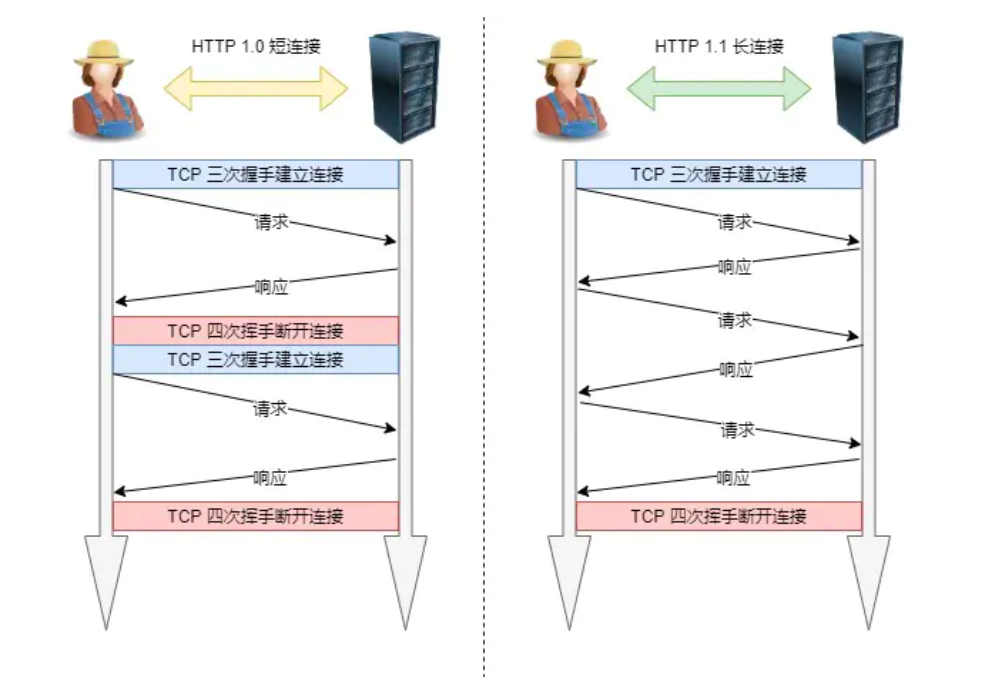 HTTP 1.0 短连接
TCP 三次握手建立连接
请求
响应
TCP 四次挥手断开连接
TCP 三次握手建立连接
请求
响应
TCP 四次挥手断开连接
HTTP 1.1 长连接
TCP 三次握手建立连接
请求
响应
请求
响应
请求
响应
TCP 四次挥手断开连接